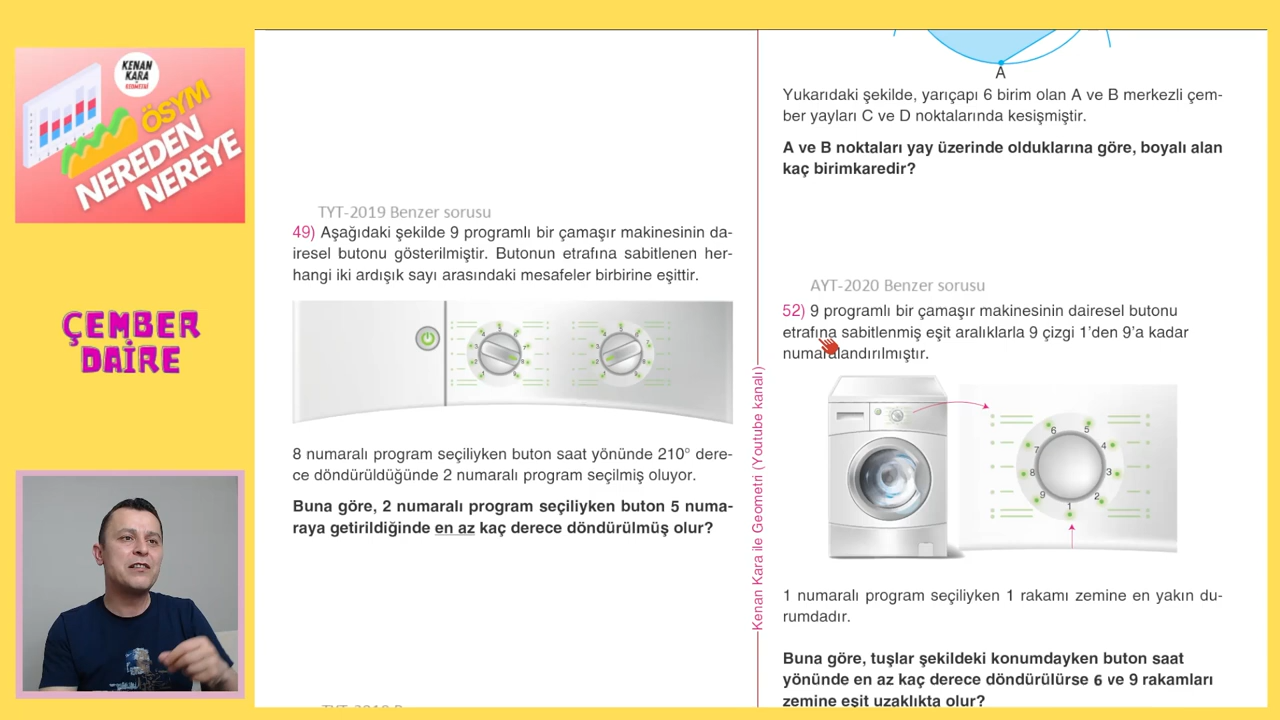 KENAN
KARA
GEOMETRİ
ÖSYM
NEREDEN
NEREYE
ÇEMBER
DAİRE
TYT-2019 Benzer sorusu
49) Aşağıdaki şekilde 9 programlı bir çamaşır makinesinin da-
iresel butonu gösterilmiştir. Butonun etrafına sabitlenen her-
hangi iki ardışık sayı arasındaki mesafeler birbirine eşittir.
8 numaralı program seçiliyken buton saat yönünde 210° dere-
ce döndürüldüğünde 2 numaralı program seçilmiş oluyor.
Buna göre, 2 numaralı program seçiliyken buton 5 numa-
raya getirildiğinde en az kaç derece döndürülmüş olur?
Kenan Kara ile Geometri (Youtube kanalı)
A
Yukarıdaki şekilde, yarıçapı 6 birim olan A ve B merkezli çem-
ber yayları C ve D noktalarında kesişmiştir.
A ve B noktaları yay üzerinde olduklarına göre, boyalı alan
kaç birimkaredir?
AYT-2020 Benzer sorusu
52) 9 programlı bir çamaşır makinesinin dairesel butonu
etrafına sabitlenmiş eşit aralıklarla 9 çizgi 1'den 9'a kadar
numaralandırılmıştır.
6 5
7 4
8 3
9 2
1
1 numaralı program seçiliyken 1 rakamı zemine en yakın du-
rumdadır.
Buna göre, tuşlar şekildeki konumdayken buton saat
yönünde en az kaç derece döndürülürse 6 ve 9 rakamları
zemine eşit uzaklıkta olur?